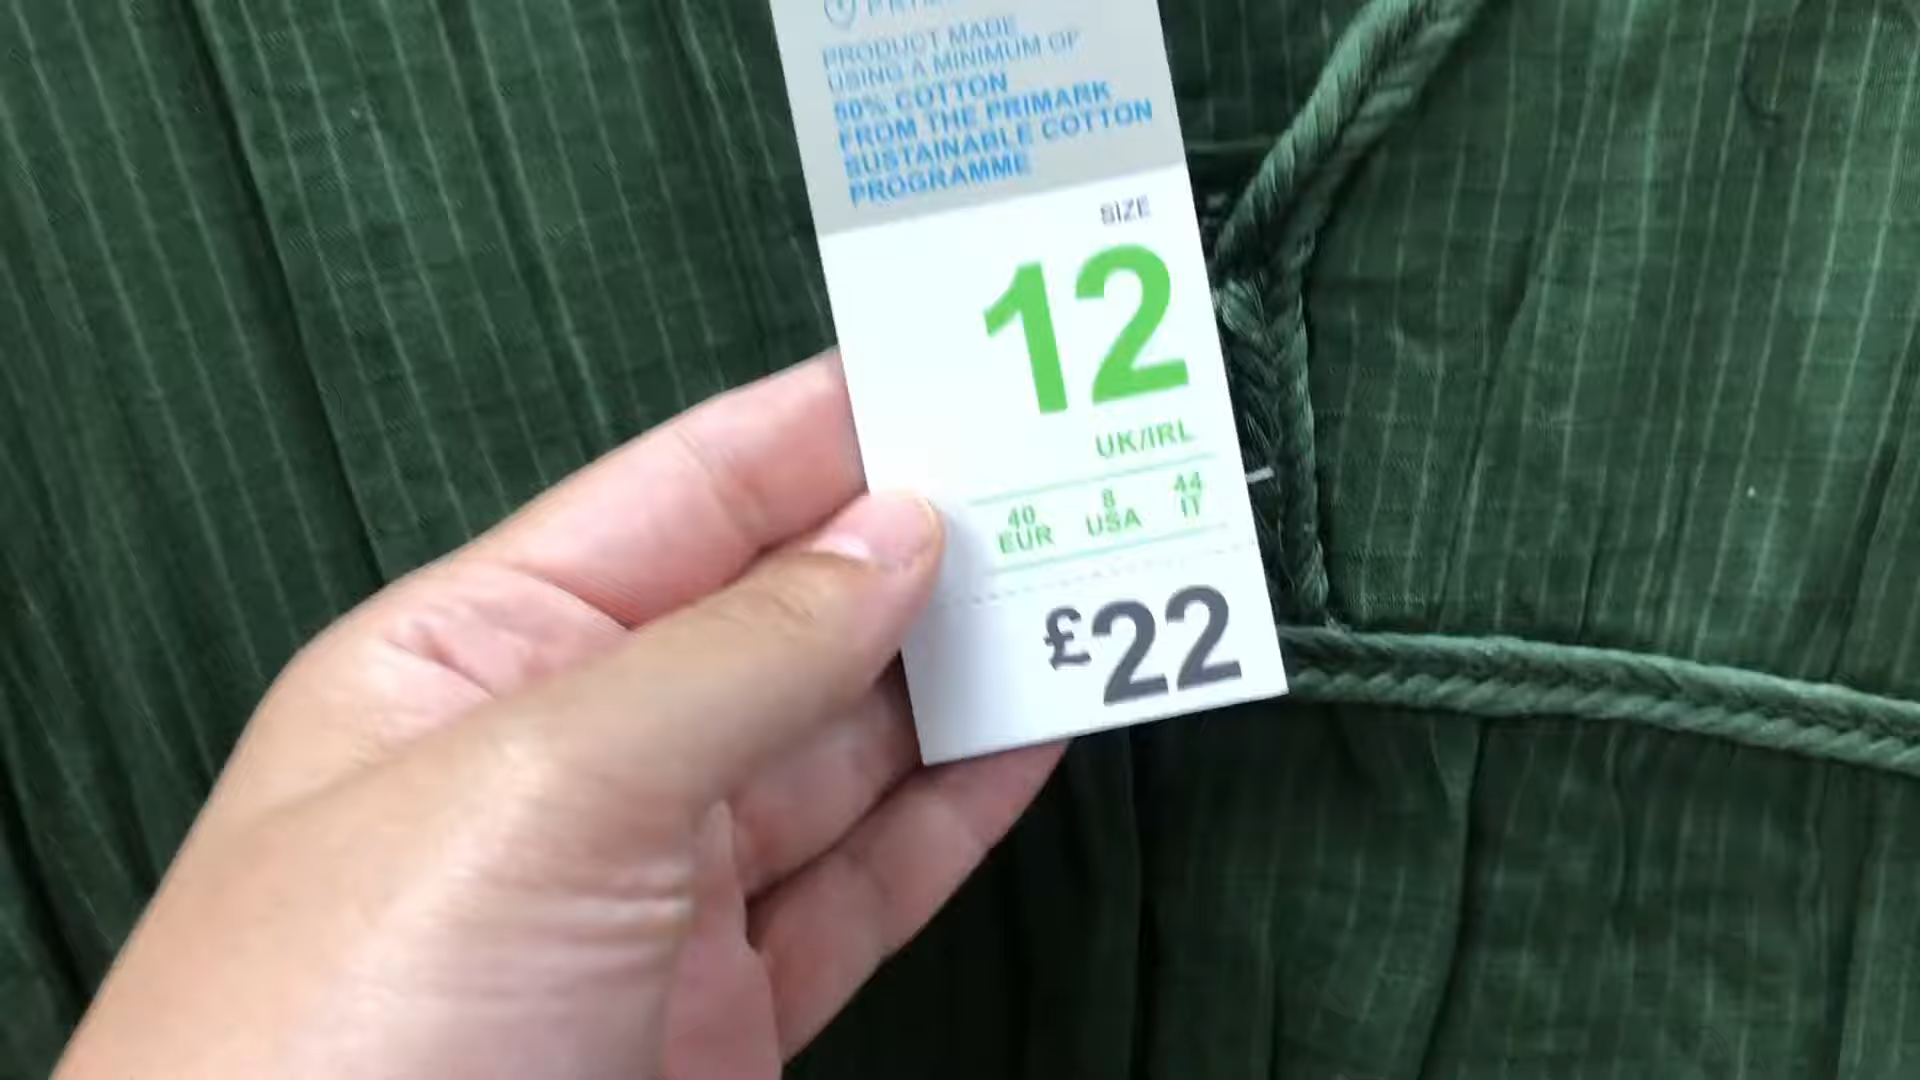 PRODUCT MADE
USING A MINIMUM OF
50% COTTON
FROM THE PRIMARK
SUSTAINABLE COTTON
PROGRAMME
SIZE
12
UK/IRL
40 8 44
EUR USA IT
£22